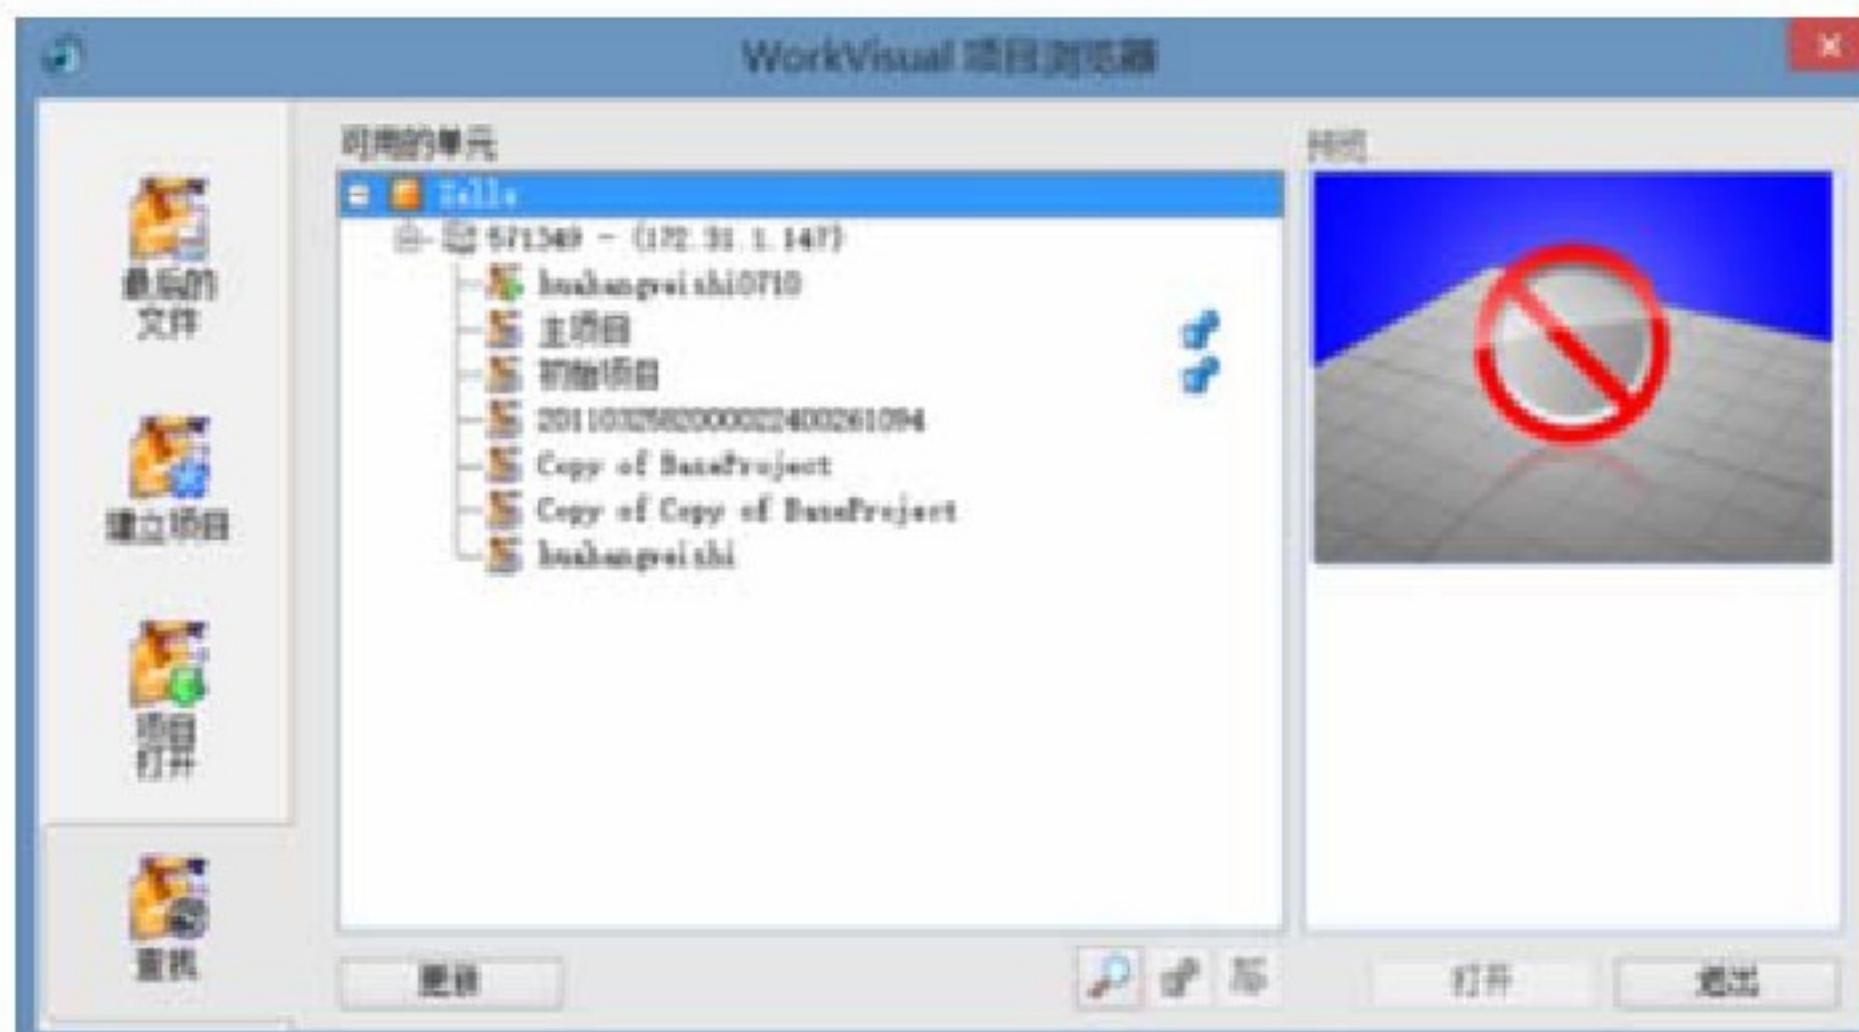 WorkVisual 项目浏览器
可用的单元
预览
最后的
文件
建立项目
项目
打开
查找
571349 - (172.31.1.147)
huahangweishi0710
主项目
初始项目
Copy of BaseProject
Copy of Copy of BaseProject
huahangweishi
更新
打开
退出